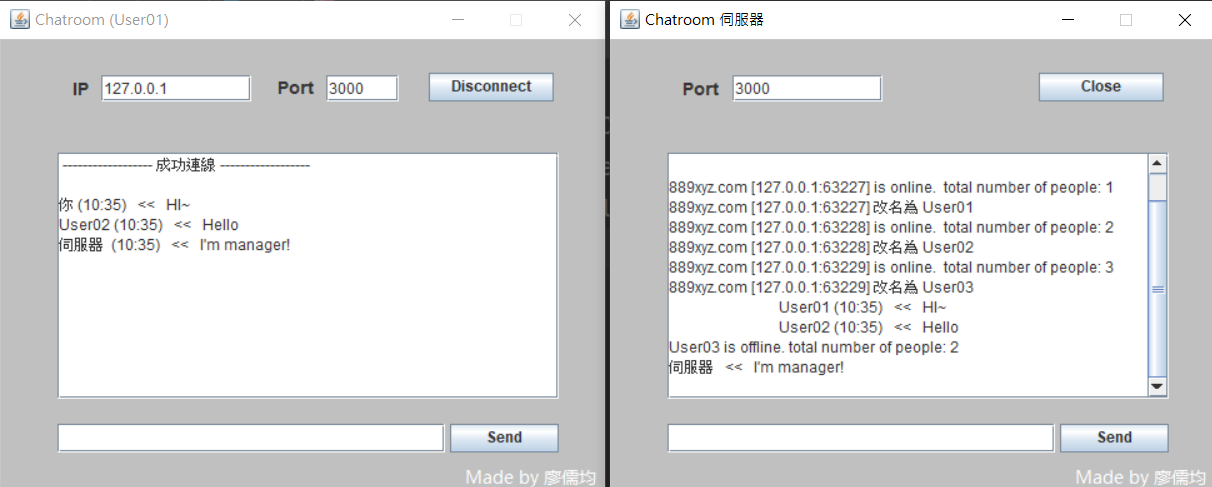 Chatroom (User01)
IP 127.0.0.1 Port 3000 Disconnect
------------------ 成功連線 ------------------
你 (10:35) << HI~
User02 (10:35) << Hello
伺服器 (10:35) << I'm manager!
Send
Made by 廖儒均
Chatroom 伺服器
Port 3000 Close
889xyz.com [127.0.0.1:63227] is online. total number of people: 1
889xyz.com [127.0.0.1:63227] 改名為 User01
889xyz.com [127.0.0.1:63228] is online. total number of people: 2
889xyz.com [127.0.0.1:63228] 改名為 User02
889xyz.com [127.0.0.1:63229] is online. total number of people: 3
889xyz.com [127.0.0.1:63229] 改名為 User03
User01 (10:35) << HI~
User02 (10:35) << Hello
User03 is offline. total number of people: 2
伺服器 << I'm manager!
Send
Made by 廖儒均